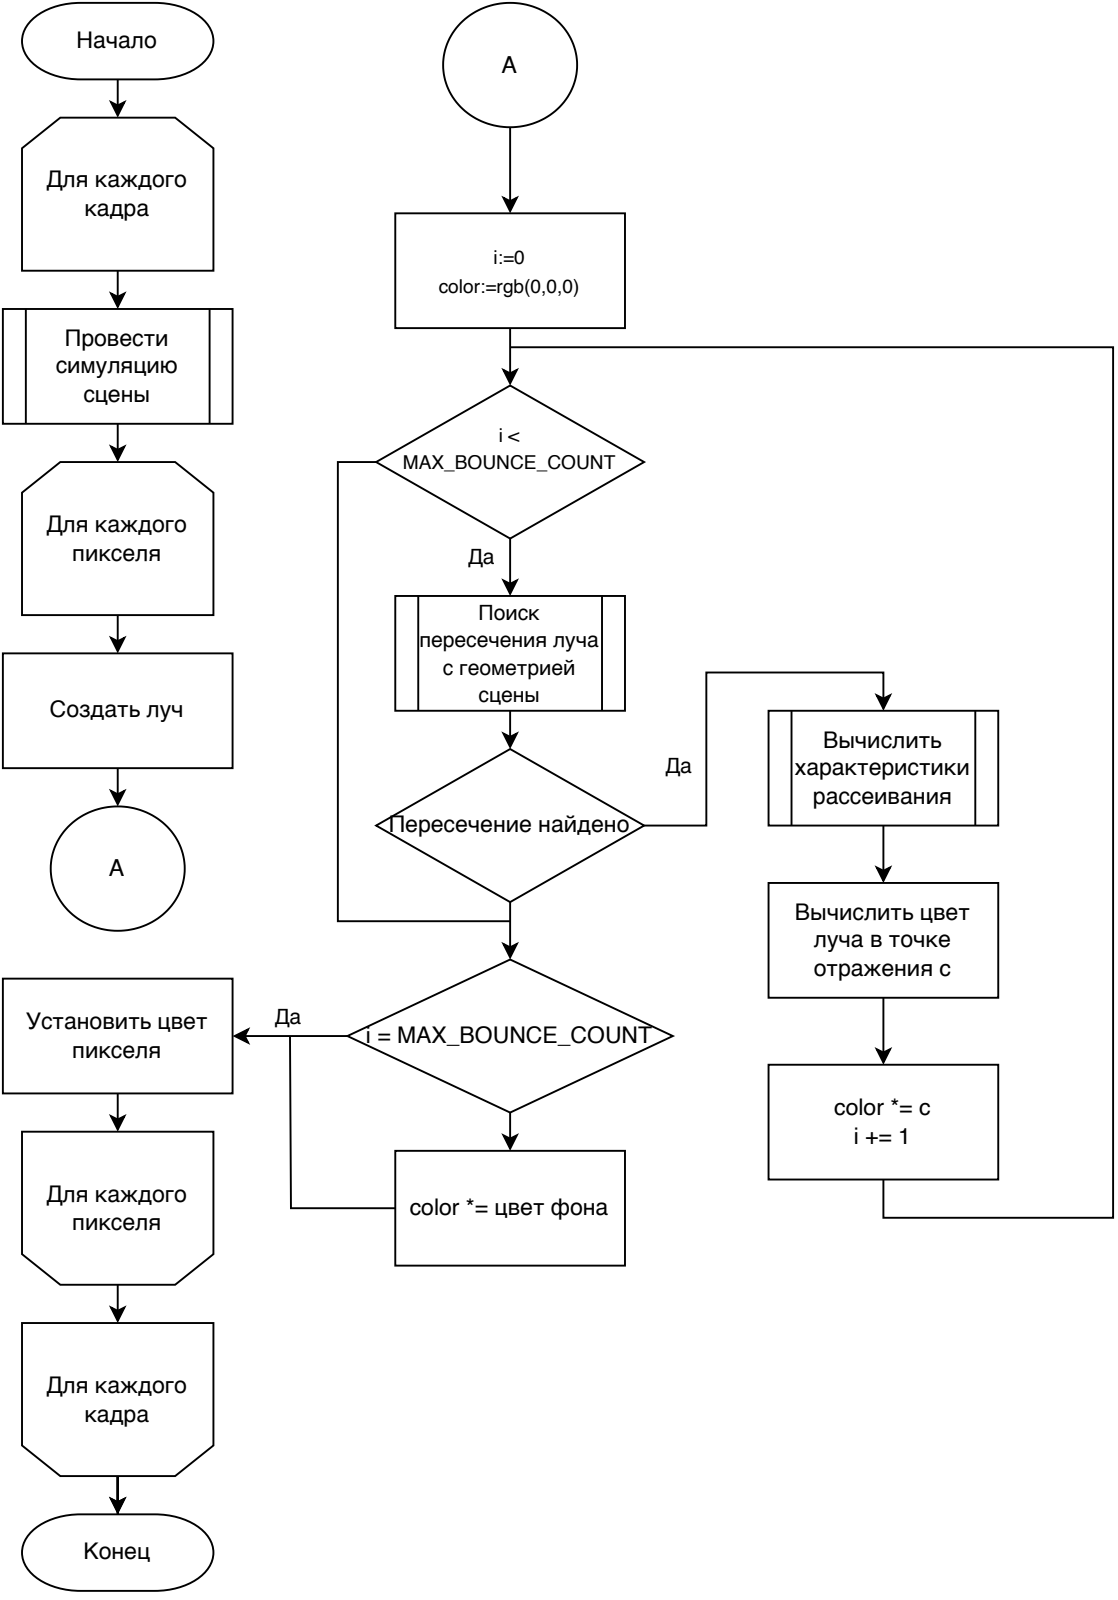 Начало
Для каждого
кадра
Провести
симуляцию
сцены
Для каждого
пикселя
Создать луч
А
А
i:=0
color:=rgb(0,0,0)
i <
MAX_BOUNCE_COUNT
Да
Поиск
пересечения луча
с геометрией
сцены
Пересечение найдено
Да
Вычислить
характеристики
рассеивания
Вычислить цвет
луча в точке
отражения c
color *= c
i += 1
i = MAX_BOUNCE_COUNT
Да
color *= цвет фона
Установить цвет
пикселя
Для каждого
пикселя
Для каждого
кадра
Конец